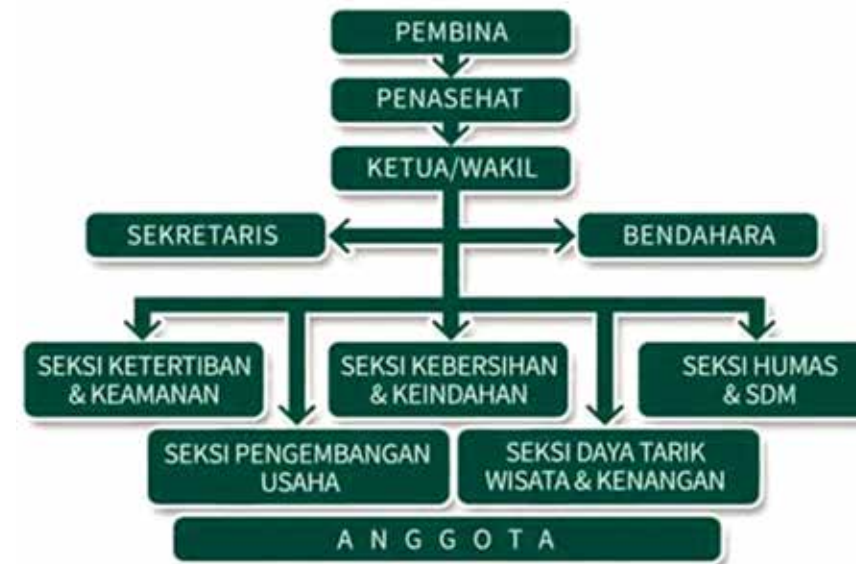 PEMBINA
PENASEHAT
KETUA/WAKIL
SEKRETARIS
BENDAHARA
SEKSI KETERTIBAN
& KEAMANAN
SEKSI KEBERSIHAN
& KEINDAHAN
SEKSI HUMAS
& SDM
SEKSI PENGEMBANGAN
USAHA
SEKSI DAYA TARIK
WISATA & KENANGAN
A N G G O T A